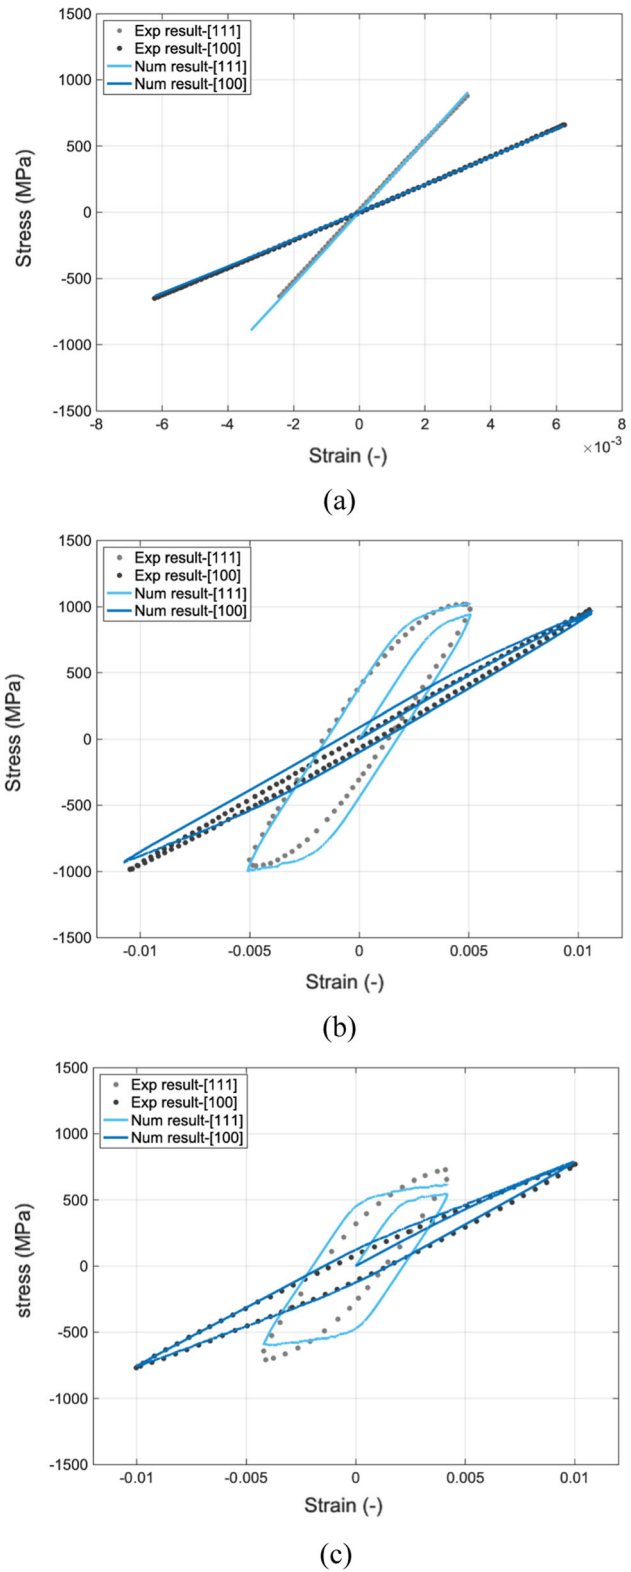 1500
Exp result-[111]
Exp result-[100]
Num result-[111]
Num result-[100]
1000
500
0
-500
-1000
-1500
Stress (MPa)
-8 -6 -4 -2 0 2 4 6 8
×10-3
Strain (-)
(a)
1500
Exp result-[111]
Exp result-[100]
Num result-[111]
Num result-[100]
1000
500
0
-500
-1000
-1500
Stress (MPa)
-0.01 -0.005 0 0.005 0.01
Strain (-)
(b)
1500
Exp result-[111]
Exp result-[100]
Num result-[111]
Num result-[100]
1000
500
0
-500
-1000
-1500
stress (MPa)
-0.01 -0.005 0 0.005 0.01
Strain (-)
(c)